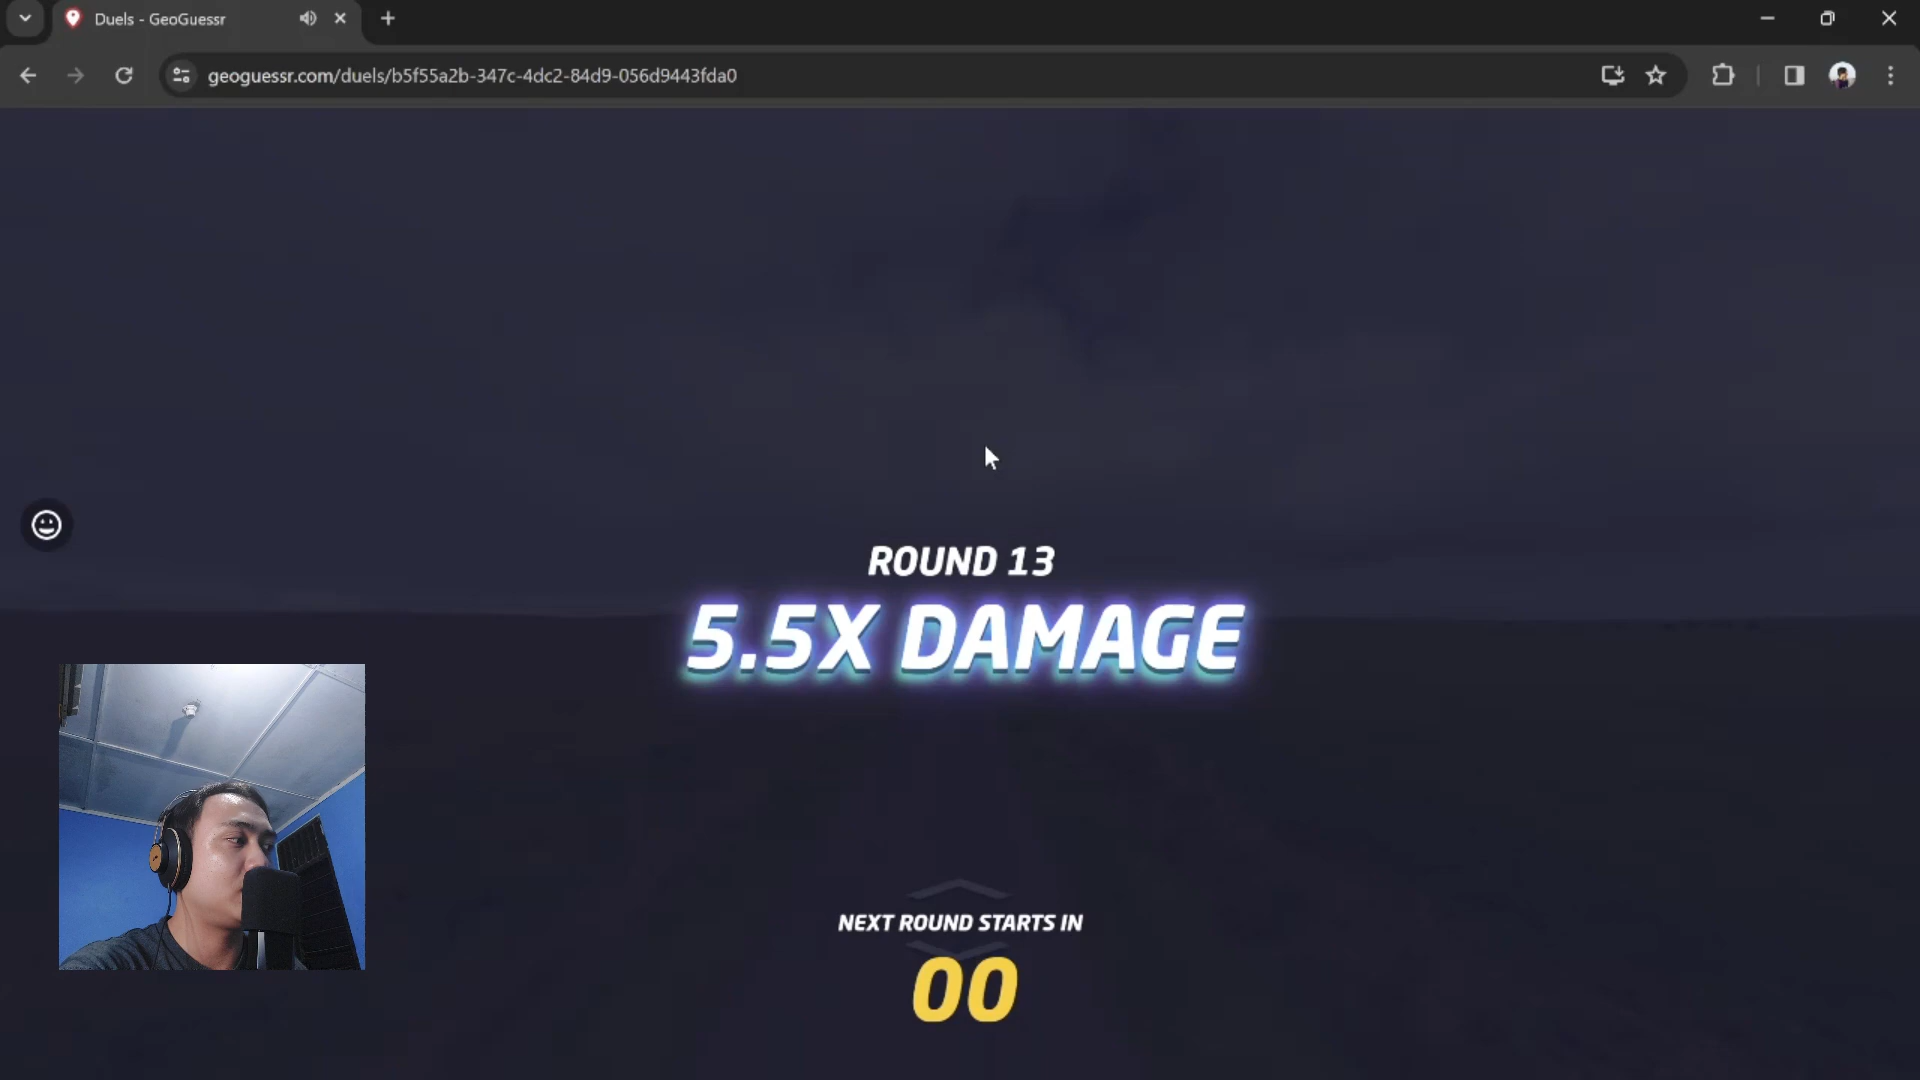 Duels - GeoGuessr
geoguessr.com/duels/b5f55a2b-347c-4dc2-84d9-056d9443fda0
ROUND 13
5.5X DAMAGE
NEXT ROUND STARTS IN
00